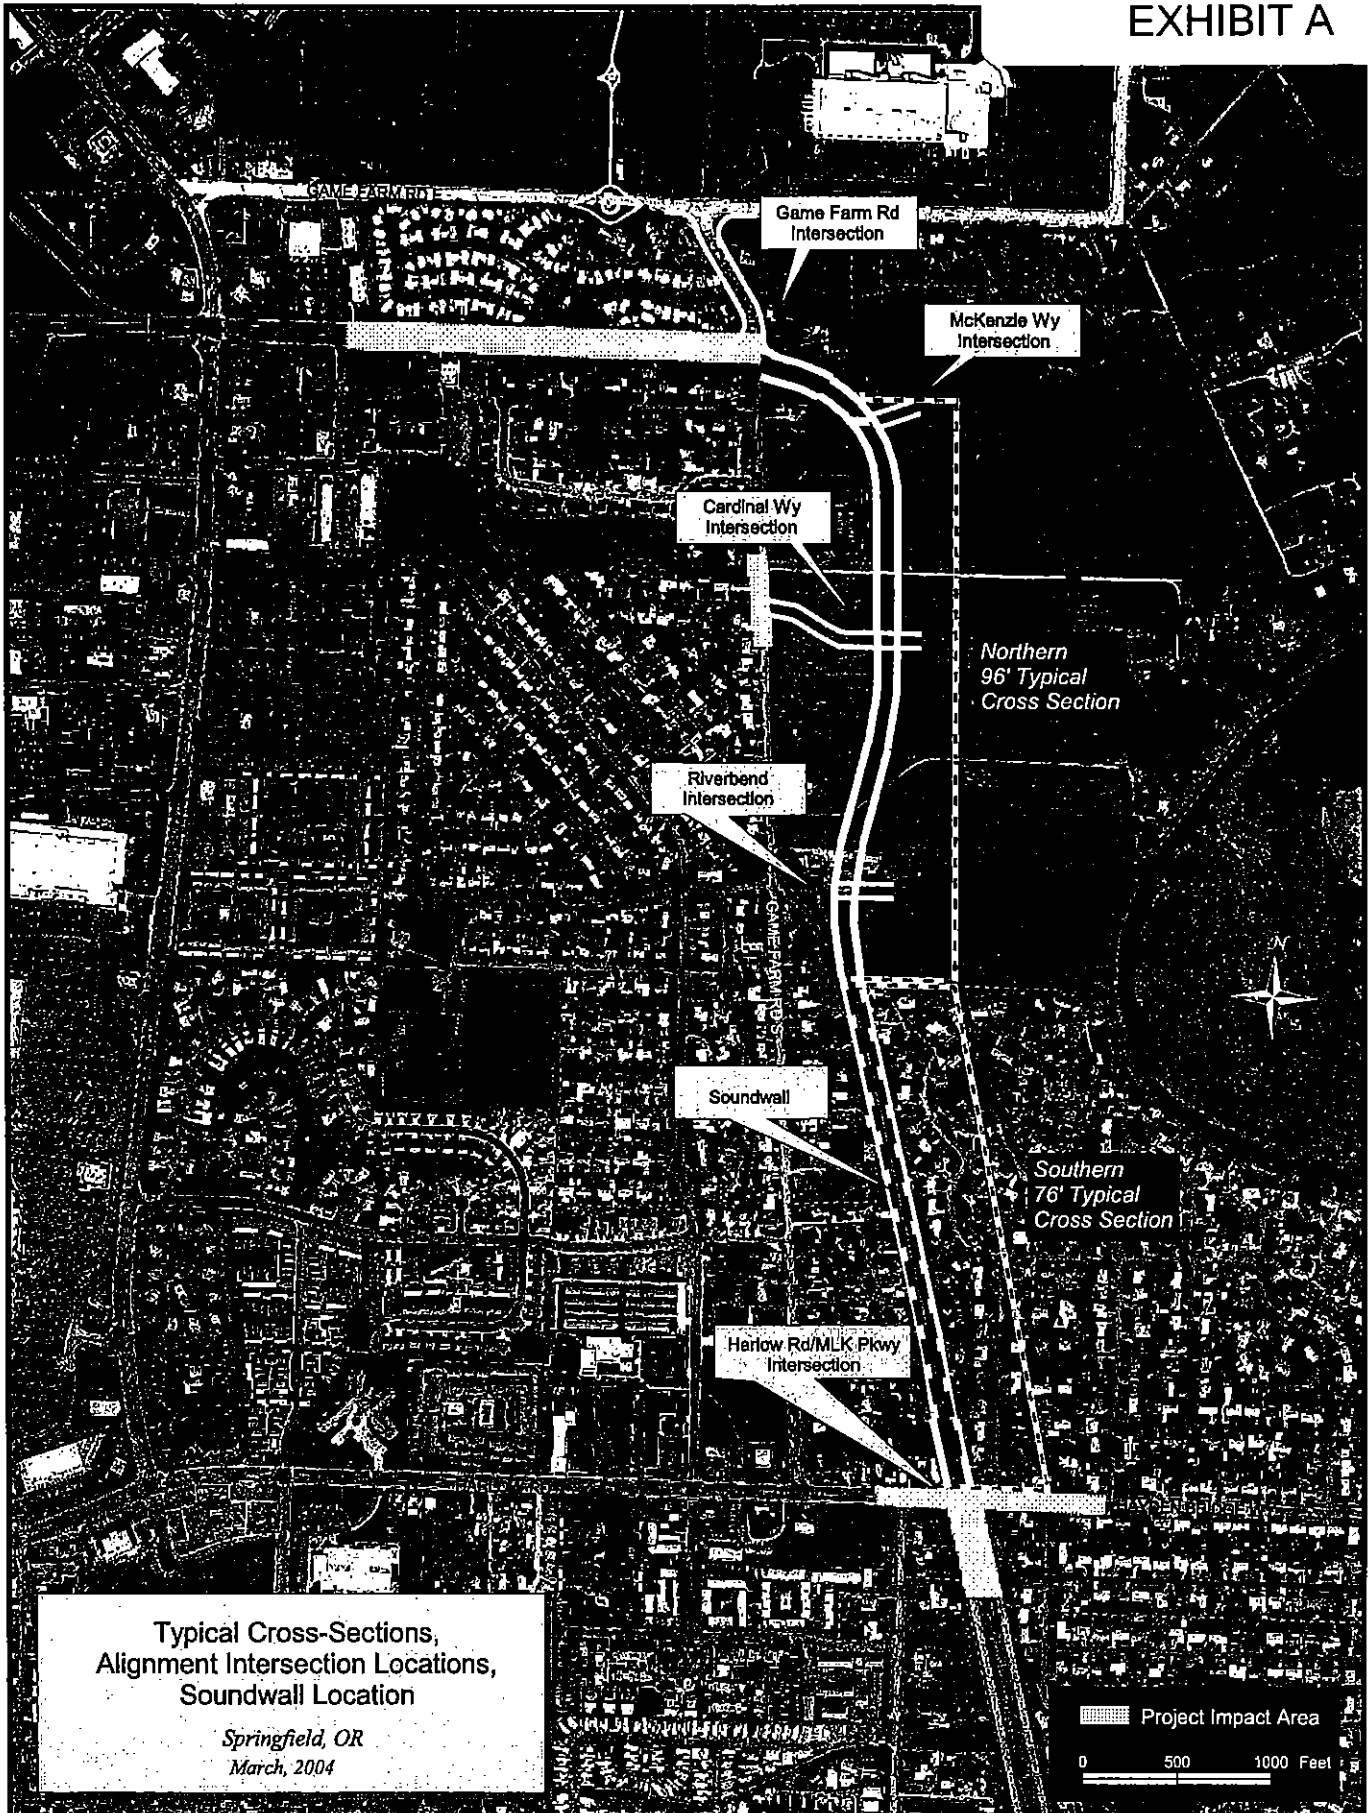 EXHIBIT A
GAME FARM RD E
Game Farm Rd
Intersection
McKenzie Wy
Intersection
Cardinal Wy
Intersection
Northern
96' Typical
Cross Section
Riverbend
Intersection
GAME FARM RD S
N
Soundwall
Southern
76' Typical
Cross Section
Harlow Rd/MLK Pkwy
Intersection
Typical Cross-Sections,
Alignment Intersection Locations,
Soundwall Location
Springfield, OR
March, 2004
Project Impact Area
0 500 1000 Feet